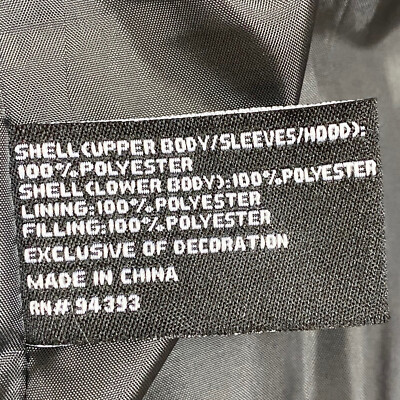 SHELL(UPPER BODY/SLEEVES/HOOD):
100%POLYESTER
SHELL(LOWER BODY):100%POLYESTER
LINING:100%POLYESTER
FILLING:100%POLYESTER
EXCLUSIVE OF DECORATION
MADE IN CHINA
RN# 94393